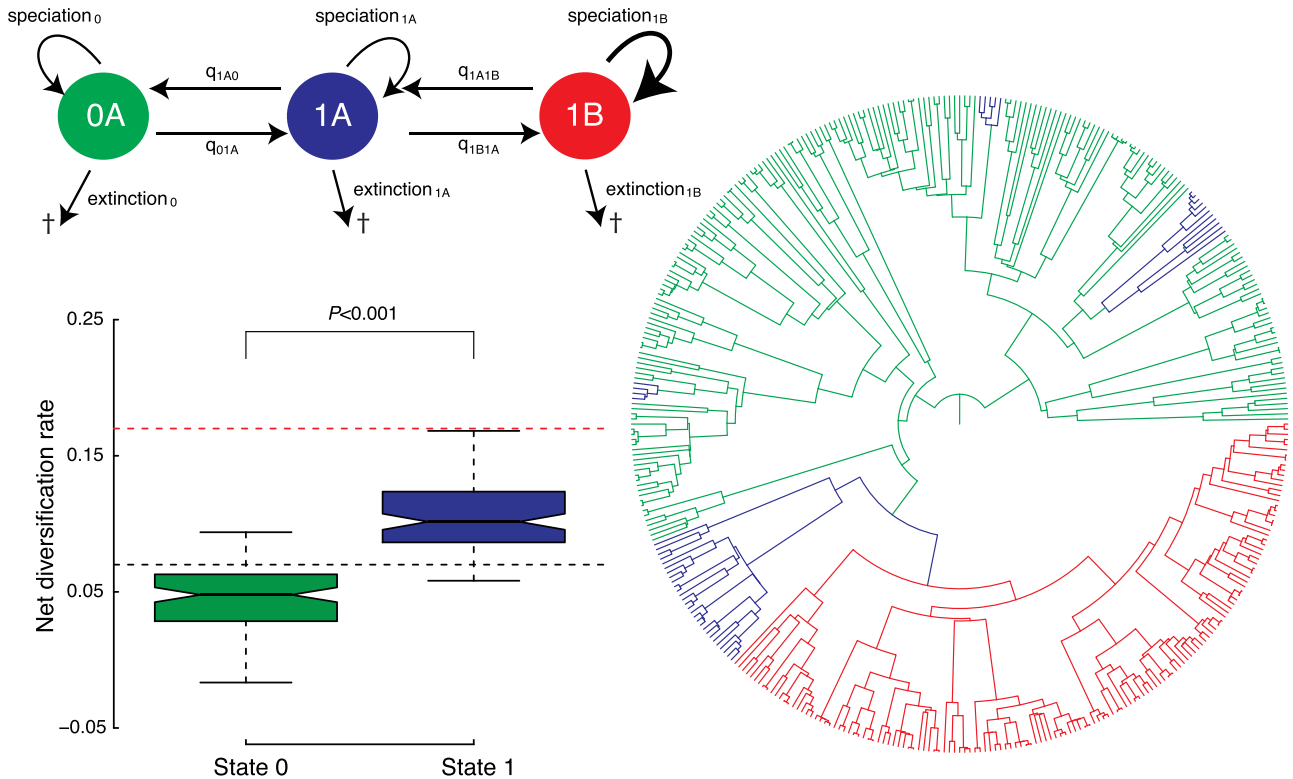 speciation0 speciation1A speciation1B
q1A0 q1A1B
0A 1A 1B
q01A q1B1A
extinction0 extinction1A extinction1B
† † †
P<0.001
0.25
0.15
0.05
−0.05
Net diversification rate
State 0 State 1